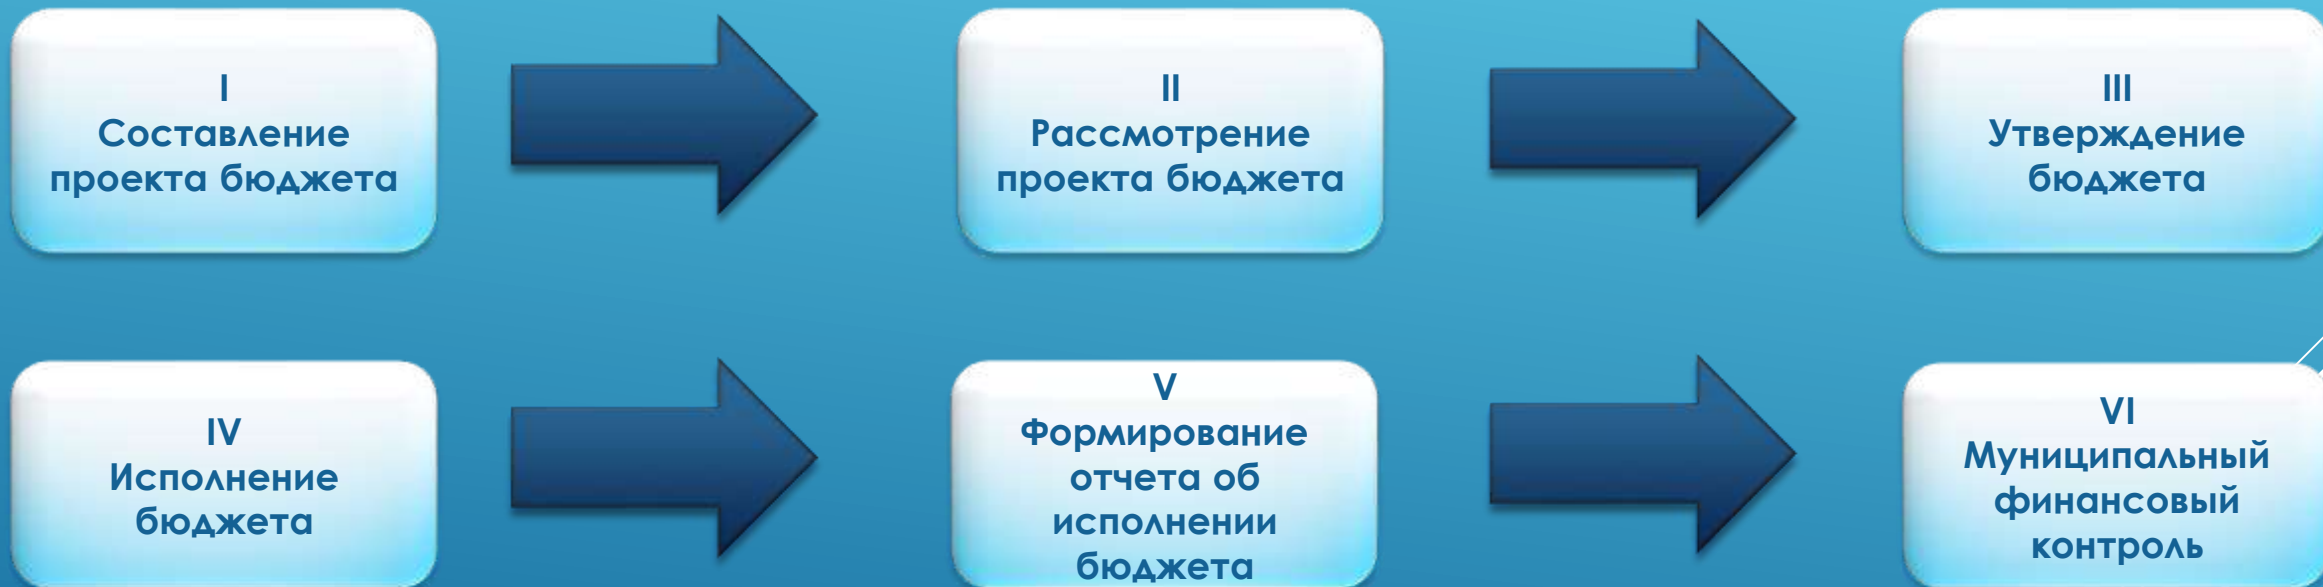 I
Составление
проекта бюджета
II
Рассмотрение
проекта бюджета
III
Утверждение
бюджета
IV
Исполнение
бюджета
V
Формирование
отчета об
исполнении
бюджета
VI
Муниципальный
финансовый
контроль